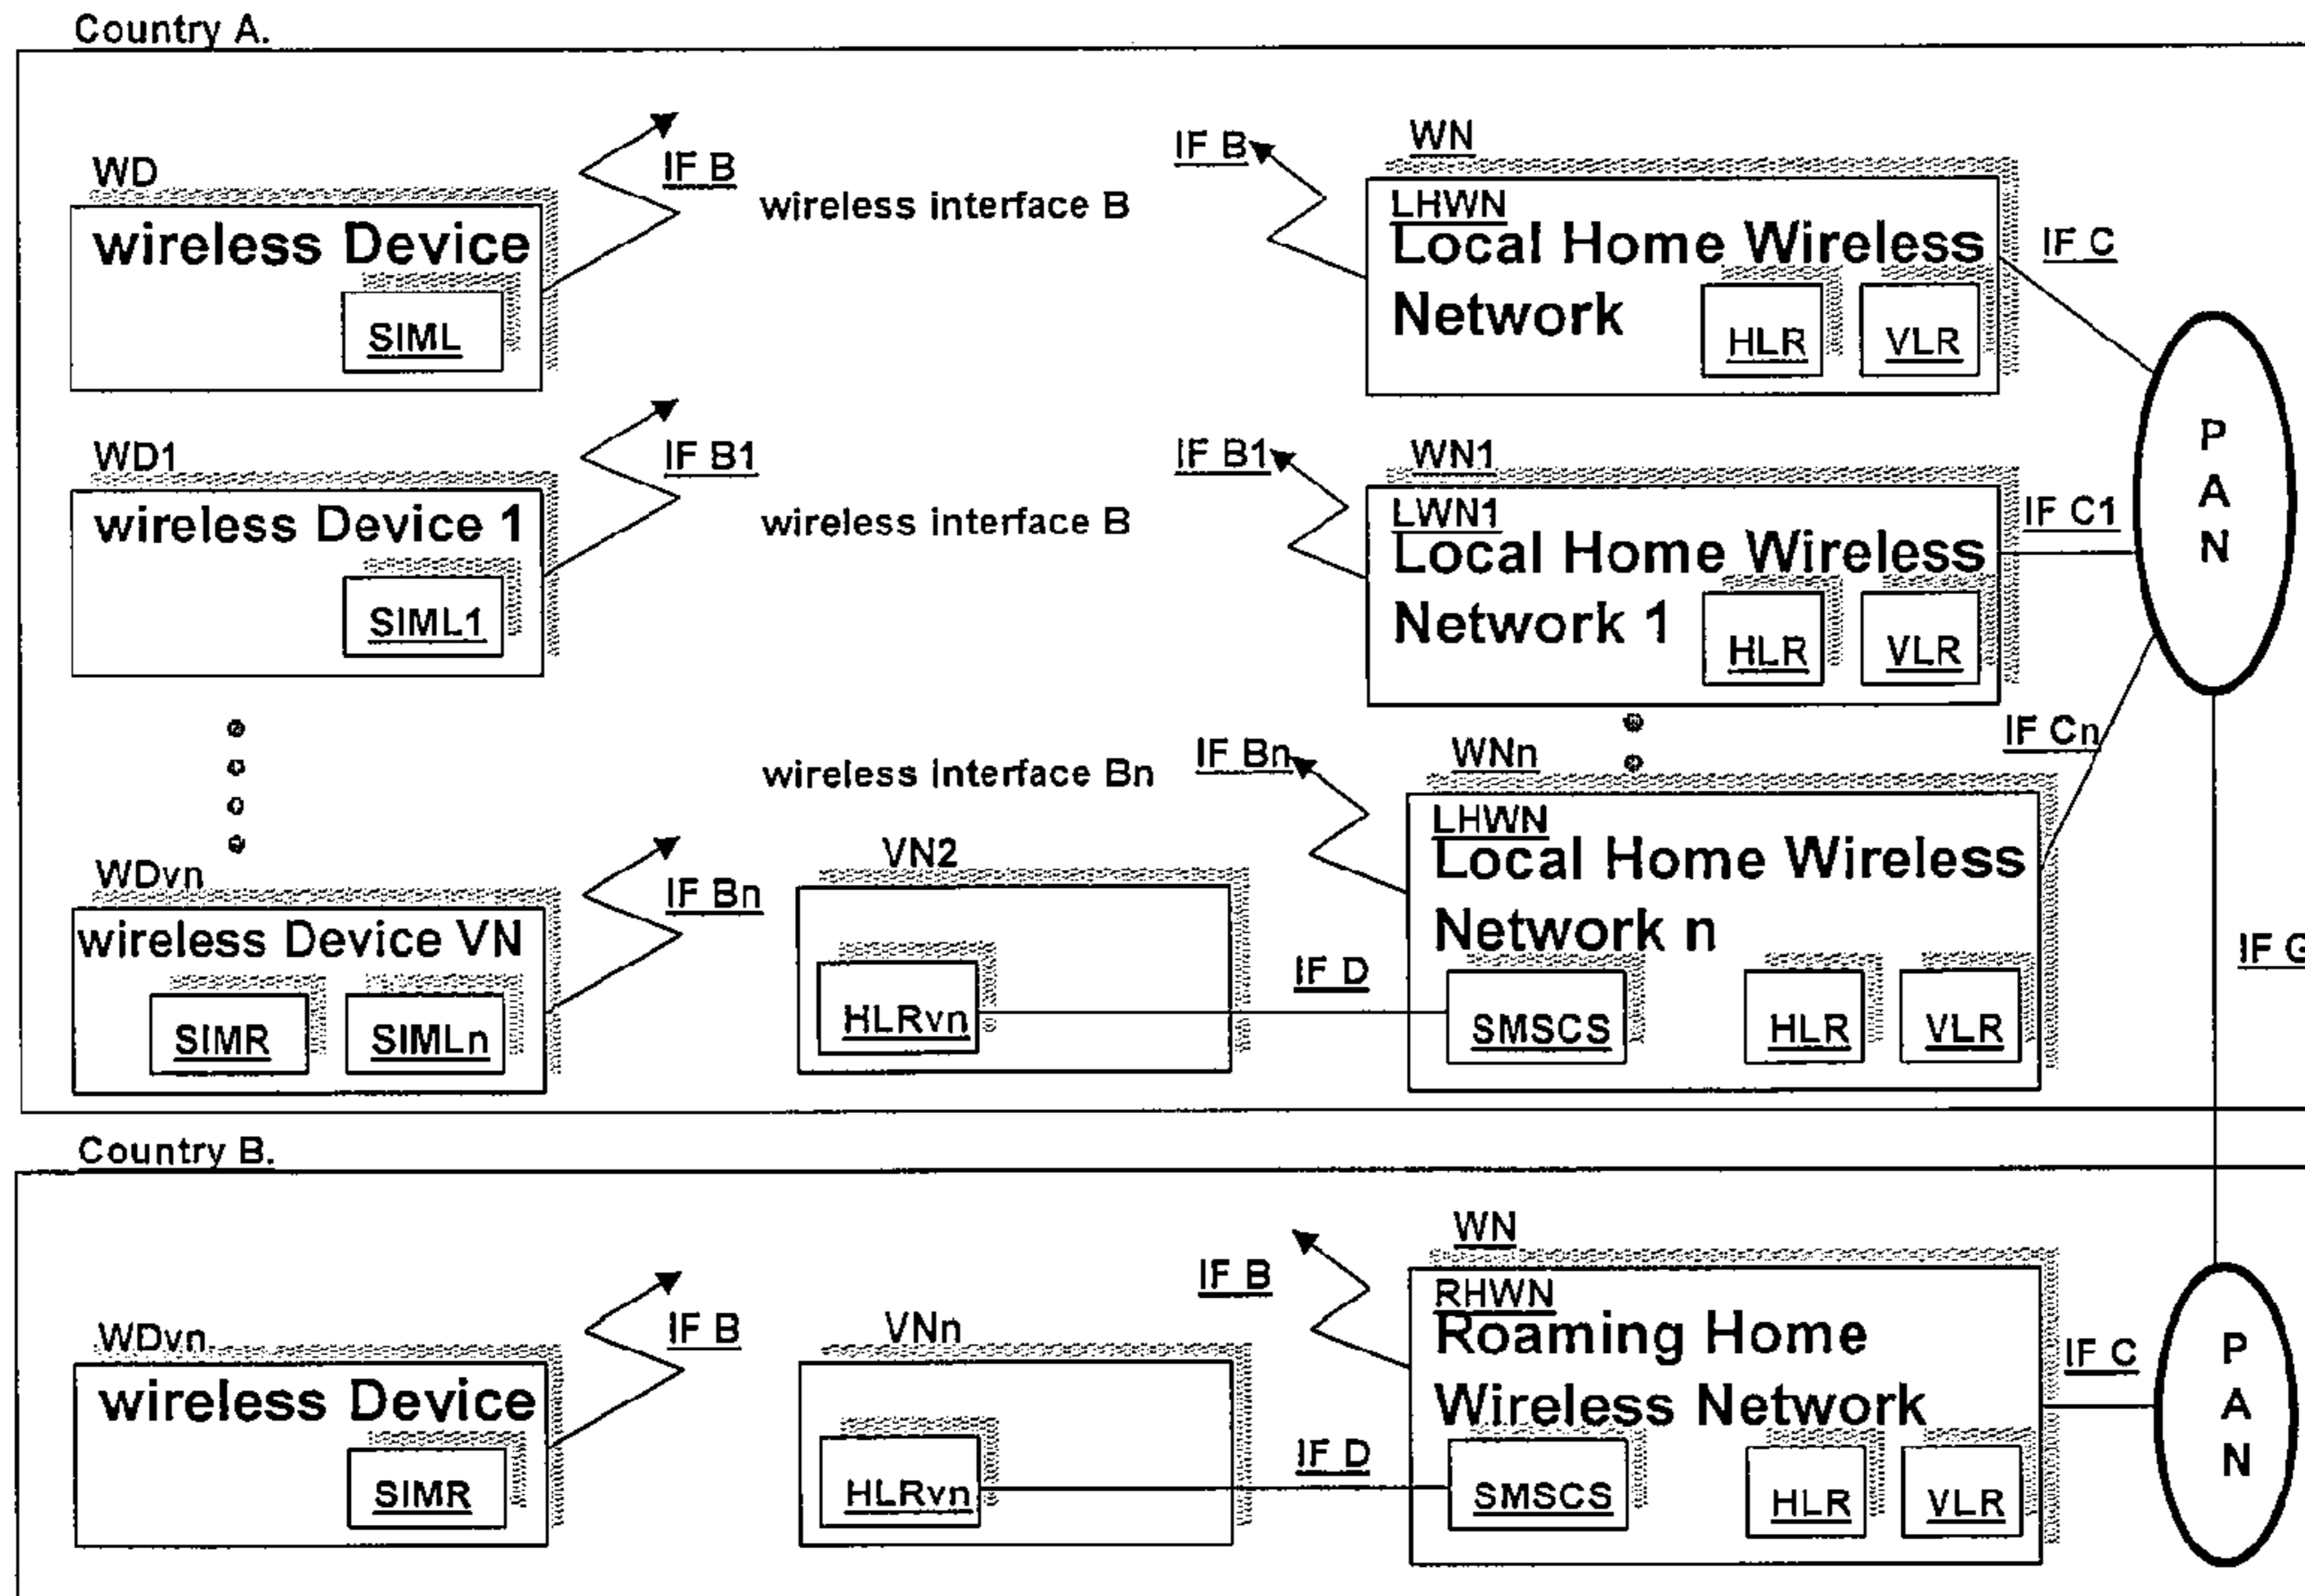 Country A.
WD
wireless Device
SIML
IF B
wireless interface B
IF B
WN
LHWN
Local Home Wireless
Network
HLR
VLR
IF C
WD1
wireless Device 1
SIML1
IF B1
wireless interface B
IF B1
WN1
LWN1
Local Home Wireless
Network 1
HLR
VLR
IF C1
P
A
N
WDvn
wireless Device VN
SIMR
SIMLn
IF Bn
wireless Interface Bn
VN2
HLRvn
IF D
IF Bn
WNn
LHWN
Local Home Wireless
Network n
SMSCS
HLR
VLR
IF Cn
IF G
Country B.
WDvn
wireless Device
SIMR
IF B
VNn
HLRvn
IF D
IF B
WN
RHWN
Roaming Home
Wireless Network
SMSCS
HLR
VLR
IF C
P
A
N